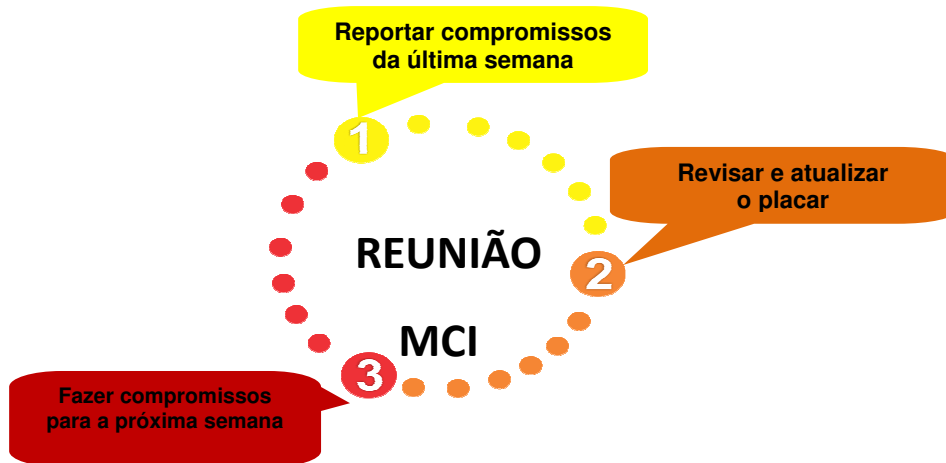 Reportar compromissos
da última semana
1
Revisar e atualizar
o placar
REUNIÃO
2
MCI
3
Fazer compromissos
para a próxima semana